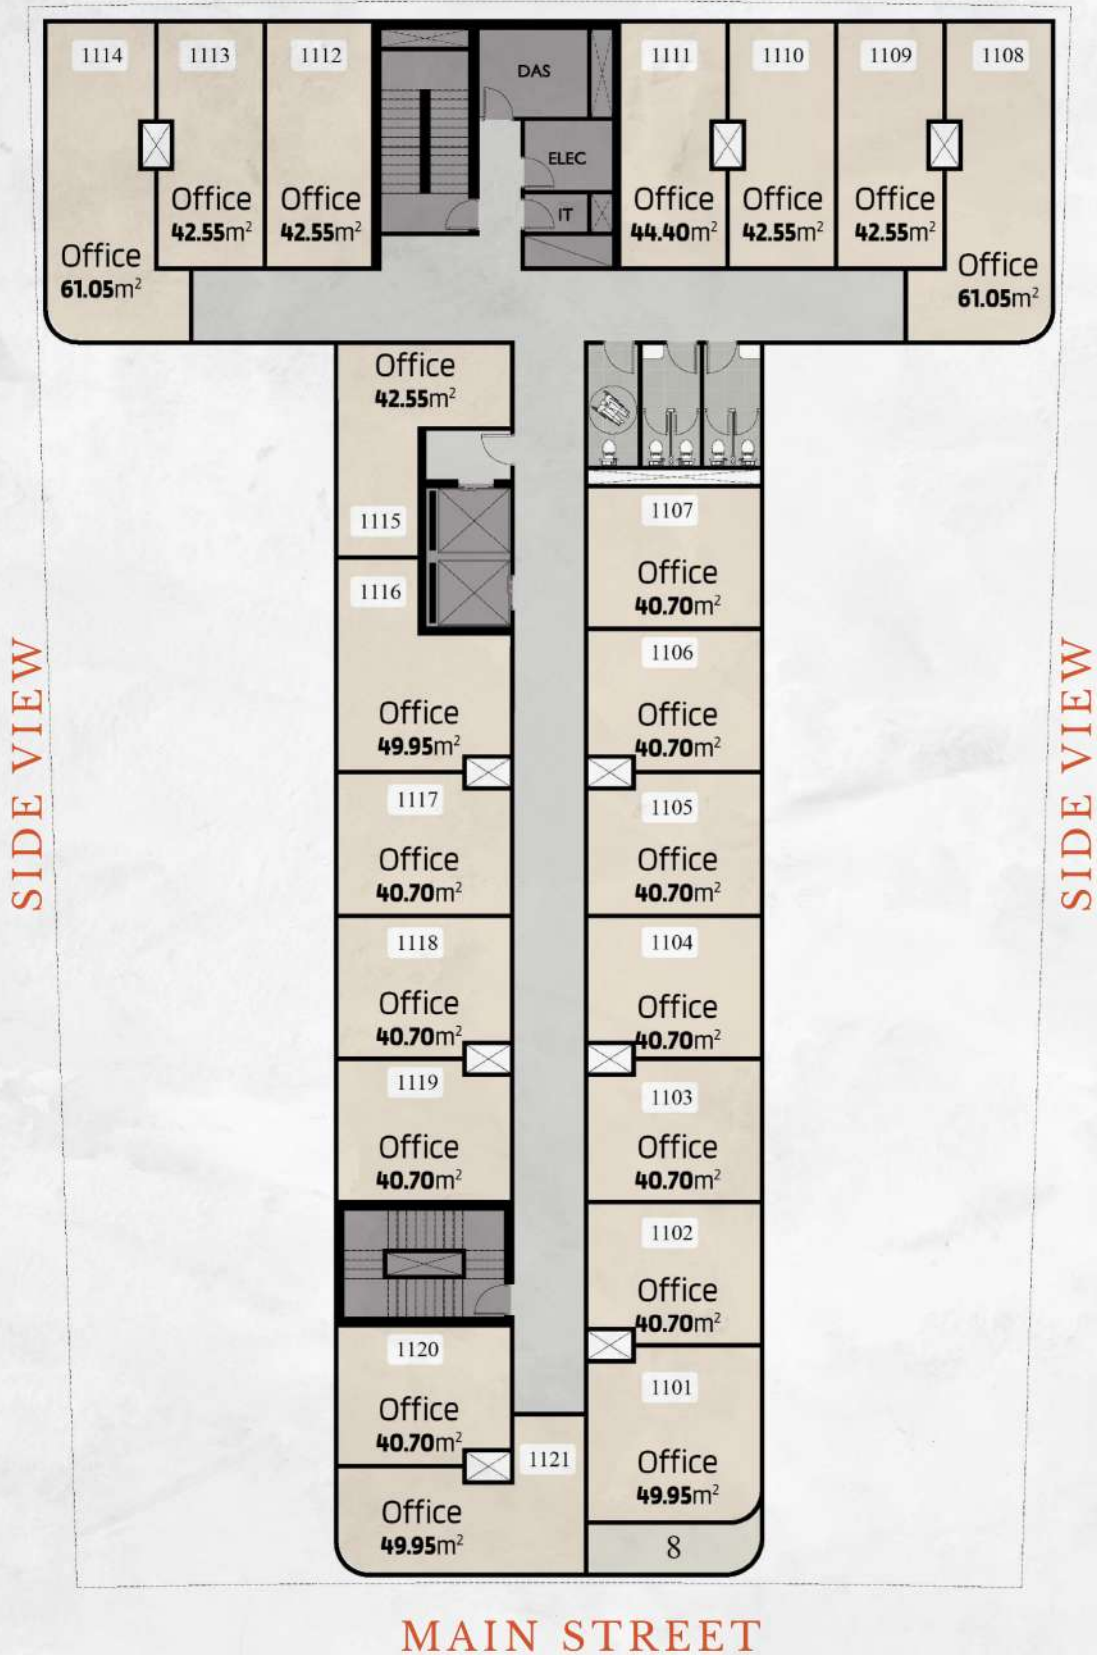 1114
1113
1112
DAS
ELEC
IT
1111
1110
1109
1108
Office
42.55m²
Office
42.55m²
Office
44.40m²
Office
42.55m²
Office
42.55m²
Office
61.05m²
Office
61.05m²
Office
42.55m²
1115
1116
Office
49.95m²
1117
Office
40.70m²
1118
Office
40.70m²
1119
Office
40.70m²
1120
Office
40.70m²
1121
Office
49.95m²
1107
Office
40.70m²
1106
Office
40.70m²
1105
Office
40.70m²
1104
Office
40.70m²
1103
Office
40.70m²
1102
Office
40.70m²
1101
Office
49.95m²
8
SIDE VIEW
SIDE VIEW
MAIN STREET